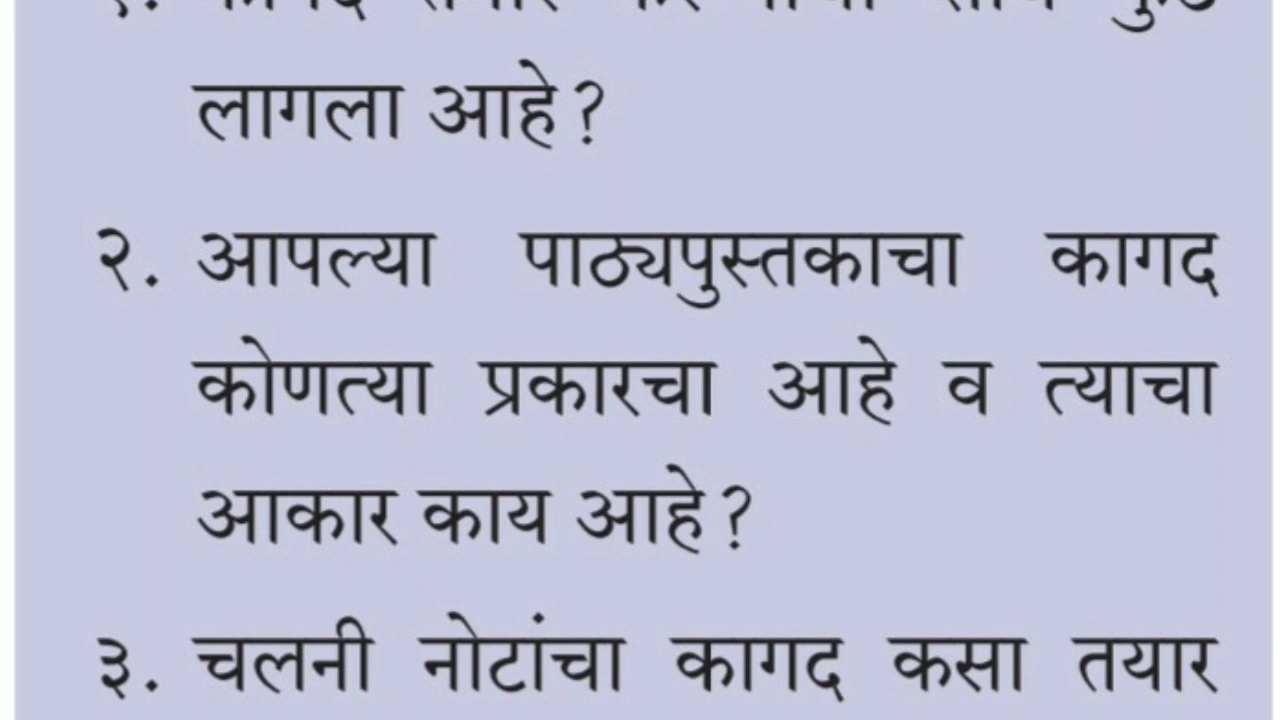 लागला आहे?
२. आपल्या पाठ्यपुस्तकाचा कागद
कोणत्या प्रकारचा आहे व त्याचा
आकार काय आहे?
३. चलनी नोटांचा कागद कसा तयार